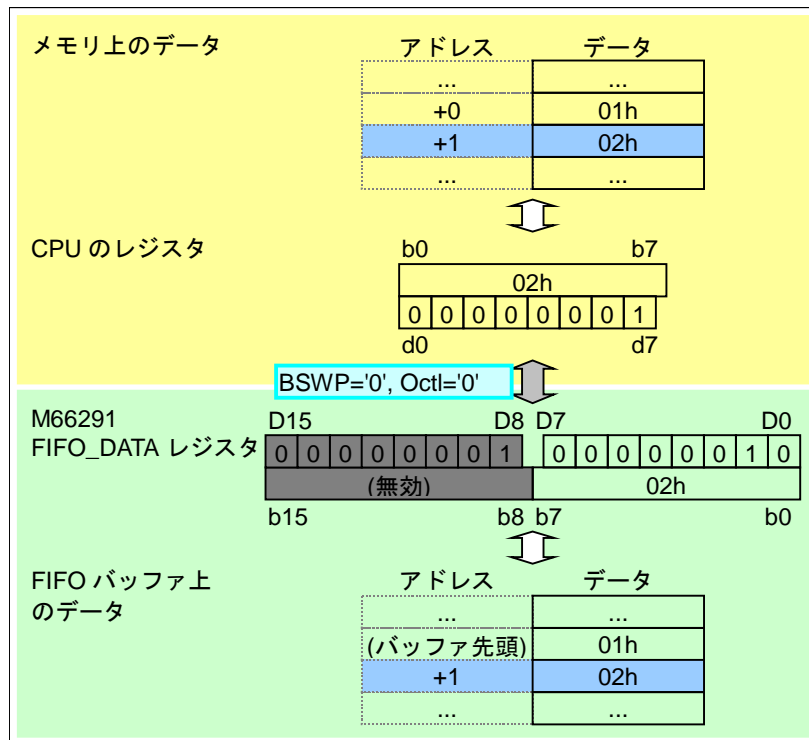 メモリ上のデータ
アドレス データ
... ...
+0 01h
+1 02h
... ...
CPU のレジスタ
b0 b7
02h
0 0 0 0 0 0 0 1
d0 d7
BSWP='0', Octl='0'
M66291
FIFO_DATA レジスタ
D15 D8 D7 D0
0 0 0 0 0 0 0 1 0 0 0 0 0 0 1 0
(無効) 02h
b15 b8 b7 b0
FIFO バッファ上
のデータ
アドレス データ
... ...
(バッファ先頭) 01h
+1 02h
... ...